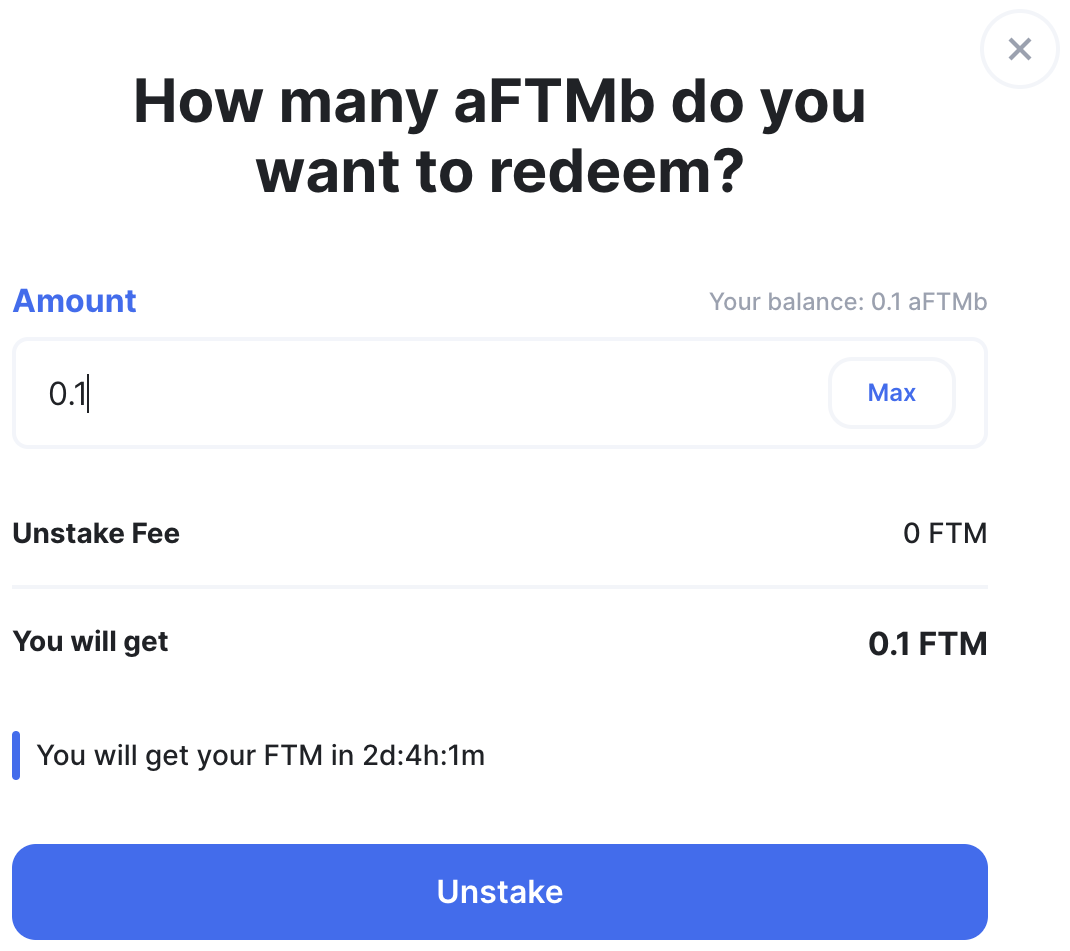 How many aFTMb do you
want to redeem?
Amount
Your balance: 0.1 aFTMb
0.1
Max
Unstake Fee
0 FTM
You will get
0.1 FTM
You will get your FTM in 2d:4h:1m
Unstake